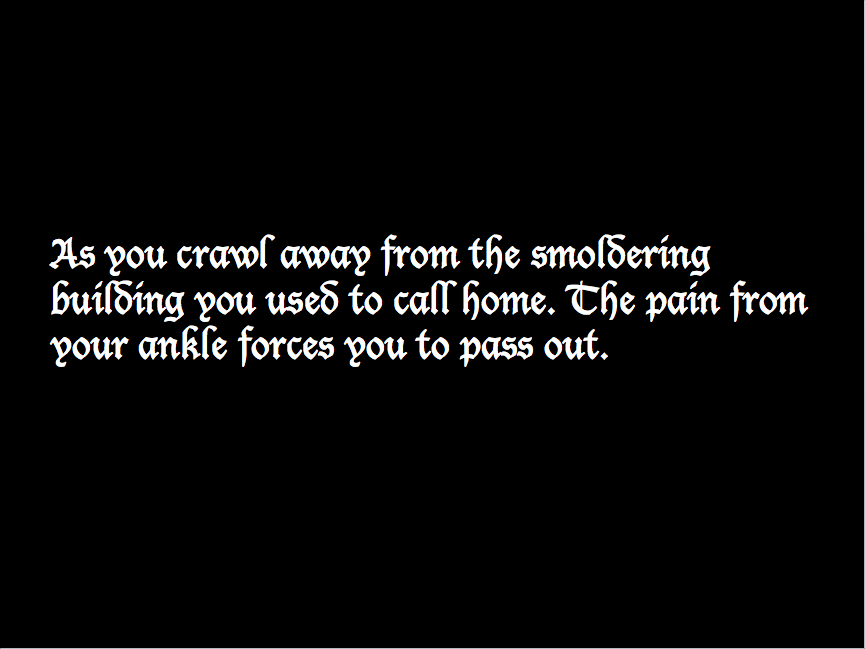 As you crawl away from the smoldering
building you used to call home. The pain from
your ankle forces you to pass out.